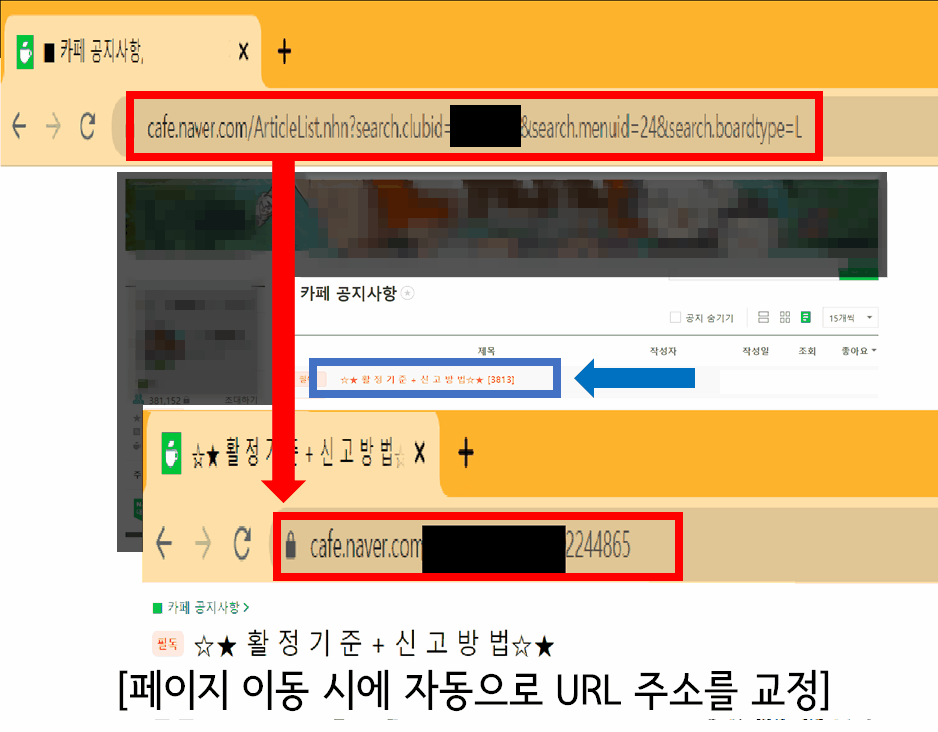 ■ 카페 공지사항,
cafe.naver.com/ArticleList.nhn?search.clubid= &search.menuid=24&search.boardtype=L
카페 공지사항
공지 숨기기 15개씩
제목 작성자 작성일 조회 좋아요
☆★ 활 정 기 준 + 신 고 방 법☆★ [3813]
381,152 초대하기
☆★ 활 정 기 + 신 고 방 법☆
cafe.naver.com 2244865
카페 공지사항 >
필독 ☆★ 활 정 기 준 + 신 고 방 법☆★
[페이지 이동 시에 자동으로 URL 주소를 교정]